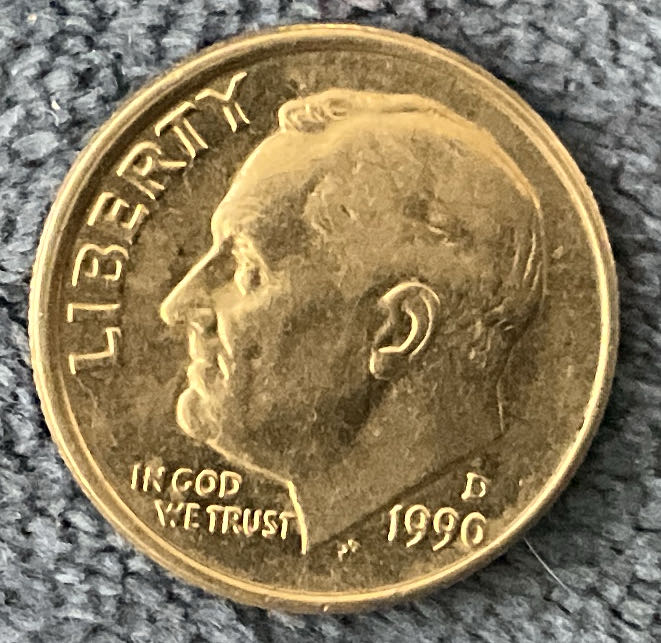 LIBERTY
IN GOD
WE TRUST
D
1990